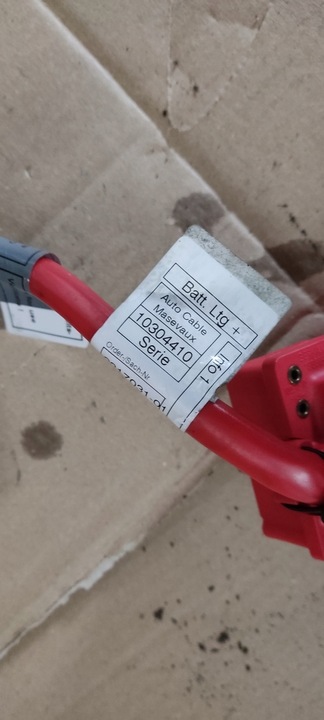 Batt. Ltg +
Auto Cable
Masevaux
10304410
Serie
Order-/Sach-Nr.